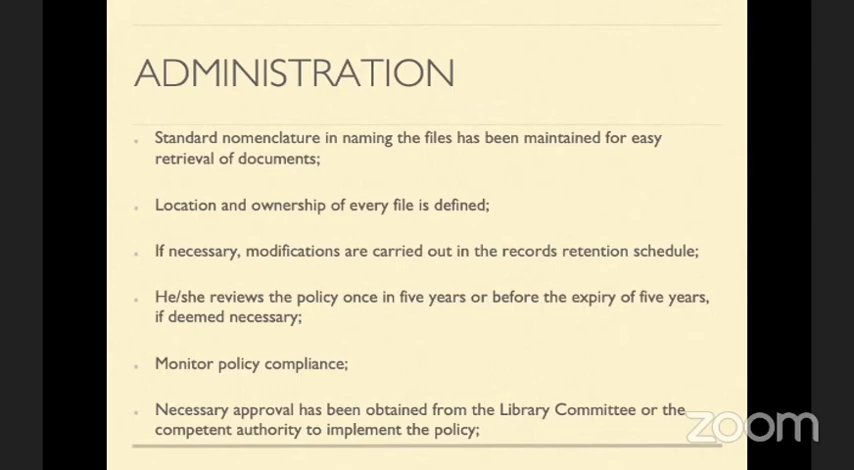 ADMINISTRATION
Standard nomenclature in naming the files has been maintained for easy
retrieval of documents;
Location and ownership of every file is defined;
If necessary, modifications are carried out in the records retention schedule;
He/she reviews the policy once in five years or before the expiry of five years,
if deemed necessary;
Monitor policy compliance;
Necessary approval has been obtained from the Library Committee or the
competent authority to implement the policy;
zoom